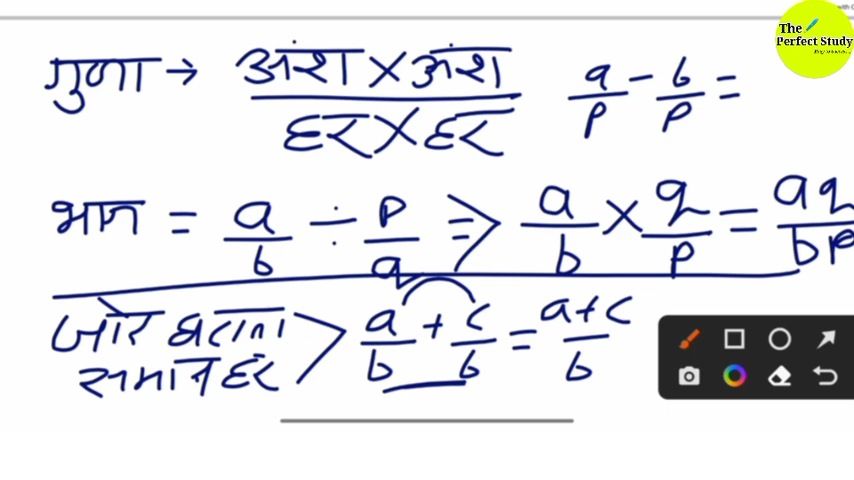 The
Perfect Study
गुणा → अंश × अंश / हर × हर a/p - b/p =
भाग = a/b ÷ p/q => a/b × q/p = aq/bp
जोर घटाना समान हर > a/b + c/b = a+c/b